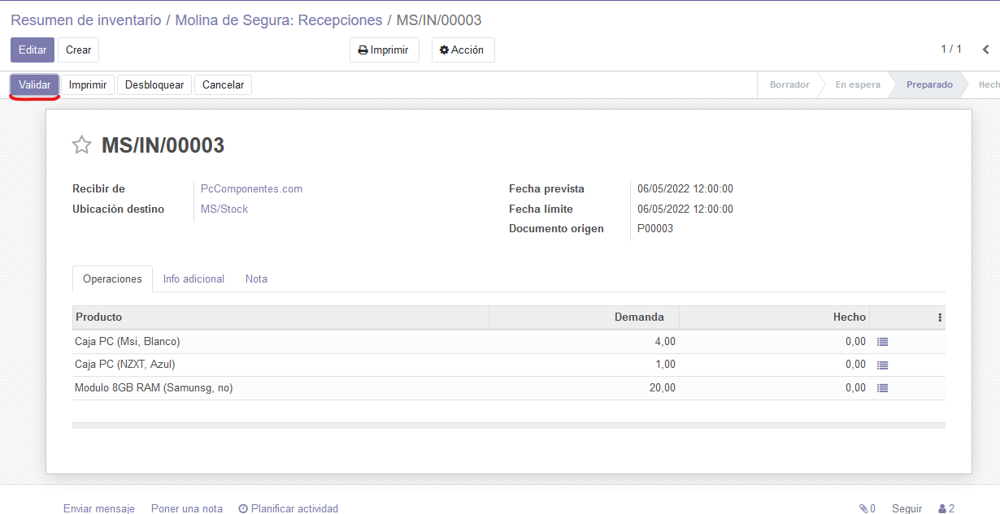 Resumen de inventario / Molina de Segura: Recepciones / MS/IN/00003
Editar Crear Imprimir Acción 1 / 1
Validar Imprimir Desbloquear Cancelar Borrador En espera Preparado Hech
MS/IN/00003
Recibir de PcComponentes.com Fecha prevista 06/05/2022 12:00:00
Ubicación destino MS/Stock Fecha límite 06/05/2022 12:00:00
Documento origen P00003
Operaciones Info adicional Nota
Producto Demanda Hecho
Caja PC (Msi, Blanco) 4,00 0,00
Caja PC (NZXT, Azul) 1,00 0,00
Modulo 8GB RAM (Samunsg, no) 20,00 0,00
Enviar mensaje Poner una nota Planificar actividad 0 Seguir 2